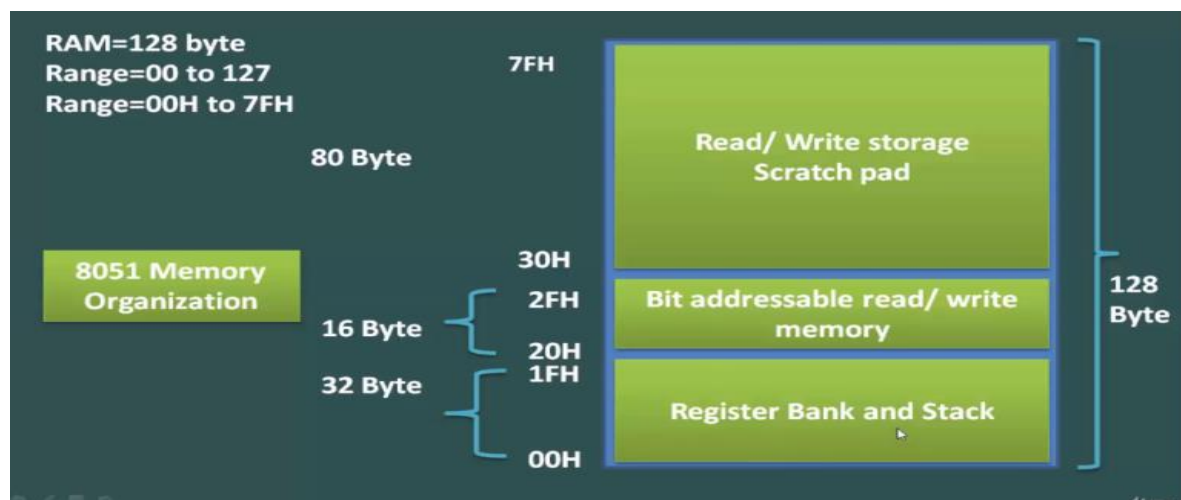 RAM=128 byte
Range=00 to 127
Range=00H to 7FH
80 Byte
8051 Memory
Organization
16 Byte
32 Byte
7FH
30H
2FH
20H
1FH
00H
Read/ Write storage
Scratch pad
Bit addressable read/ write
memory
Register Bank and Stack
128
Byte